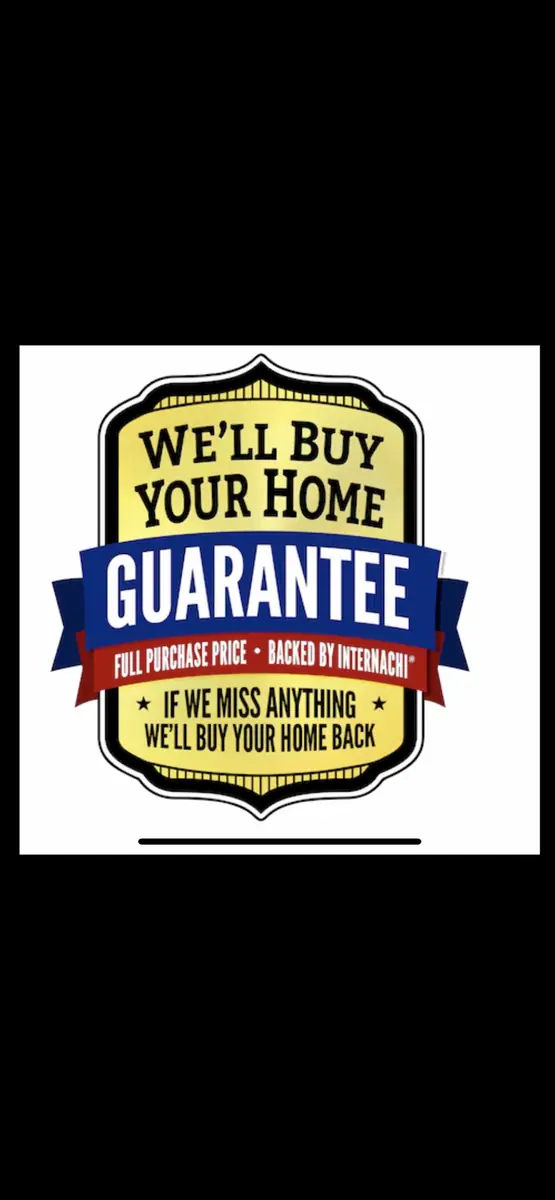 WE'LL BUY
YOUR HOME
GUARANTEE
FULL PURCHASE PRICE • BACKED BY INTERNACHI®
★ IF WE MISS ANYTHING ★
WE'LL BUY YOUR HOME BACK